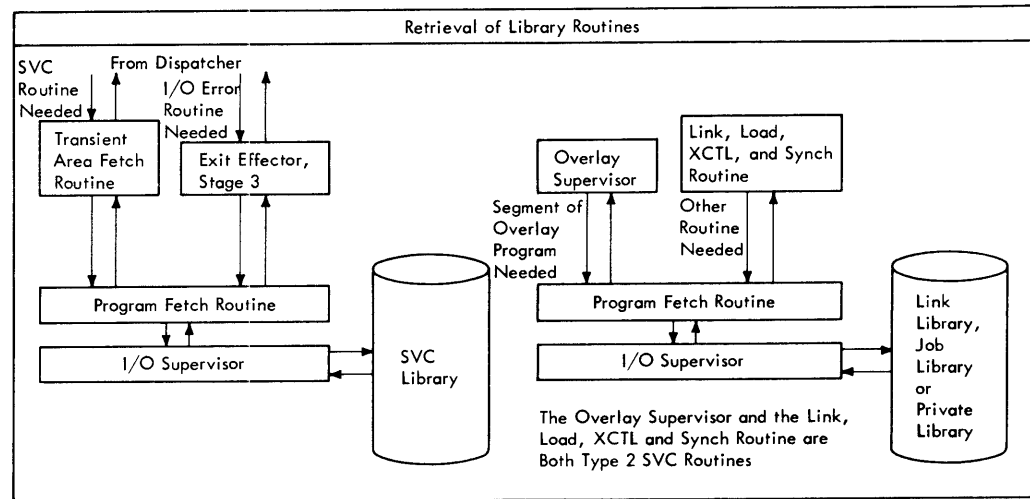 Retrieval of Library Routines
SVC
Routine
Needed
From Dispatcher
I/O Error
Routine
Needed
Transient
Area Fetch
Routine
Exit Effector,
Stage 3
Program Fetch Routine
I/O Supervisor
SVC
Library
Overlay
Supervisor
Link, Load,
XCTL, and Synch
Routine
Segment of
Overlay
Program
Needed
Other
Routine
Needed
Program Fetch Routine
I/O Supervisor
Link
Library,
Job
Library
or
Private
Library
The Overlay Supervisor and the Link,
Load, XCTL and Synch Routine are
Both Type 2 SVC Routines